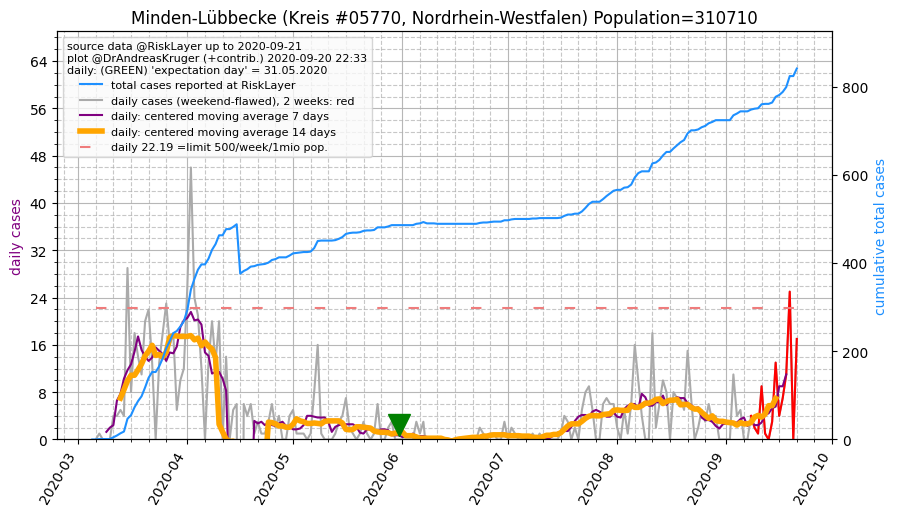 Minden-Lübbecke (Kreis #05770, Nordrhein-Westfalen) Population=310710
source data @RiskLayer up to 2020-09-21
plot @DrAndreasKruger (+contrib.) 2020-09-20 22:33
daily: (GREEN) 'expectation day' = 31.05.2020
total cases reported at RiskLayer
daily cases (weekend-flawed), 2 weeks: red
daily: centered moving average 7 days
daily: centered moving average 14 days
daily 22.19 =limit 500/week/1mio pop.
daily cases
64
56
48
40
32
24
16
8
0
800
600
400
200
0
cumulative total cases
2020-03
2020-04
2020-05
2020-06
2020-07
2020-08
2020-09
2020-10